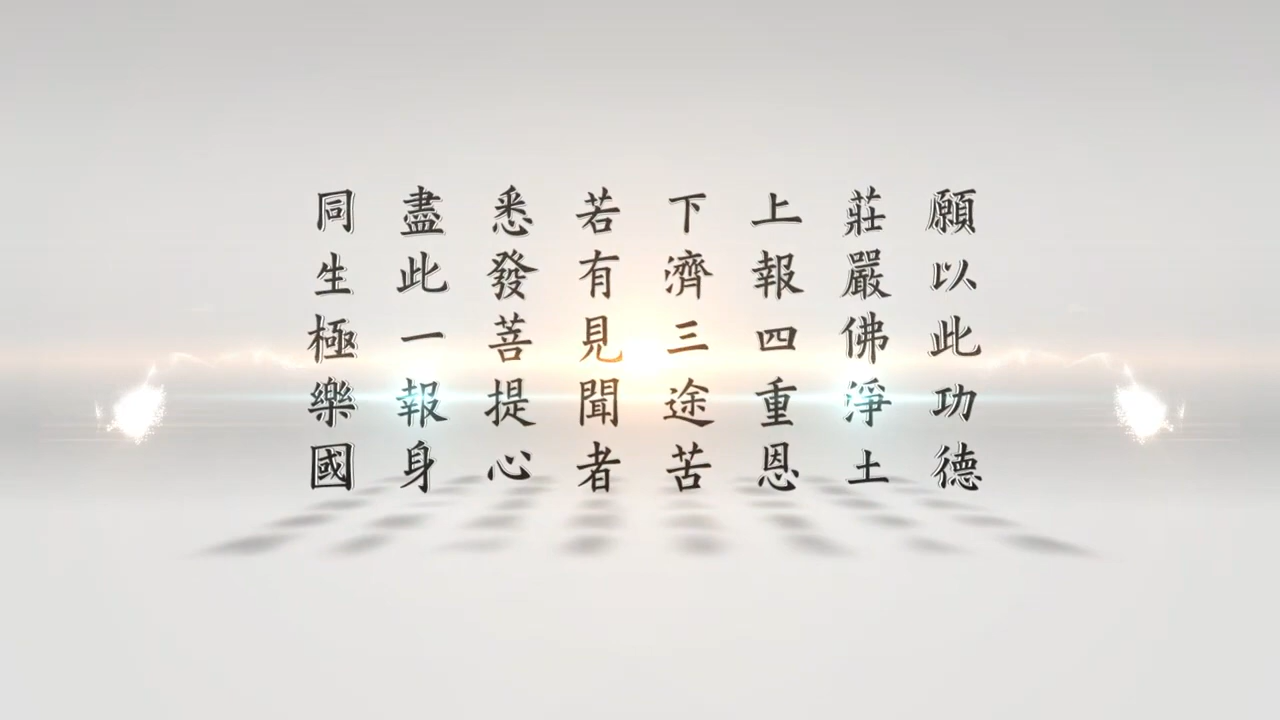 願以此功德
莊嚴佛淨土
上報四重恩
下濟三途苦
若有見聞者
悉發菩提心
盡此一報身
同生極樂國